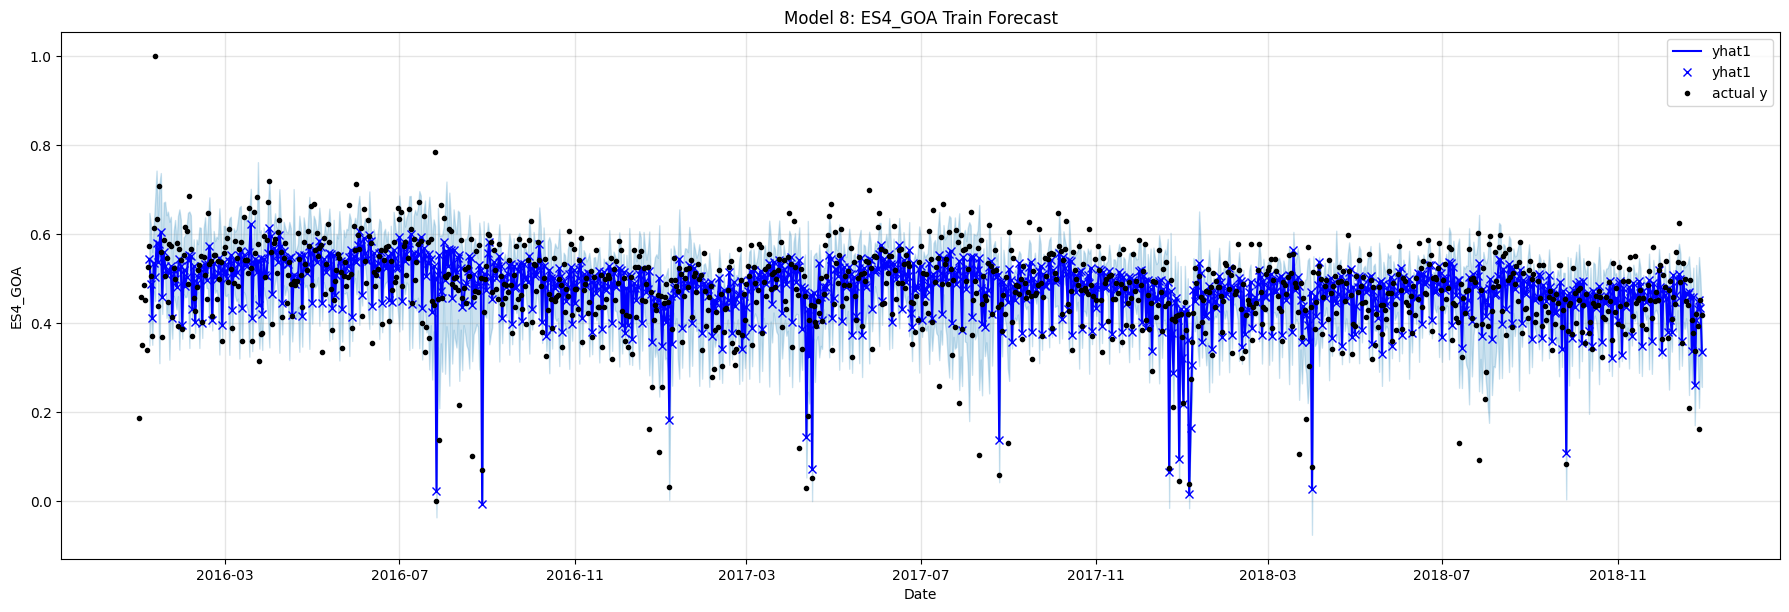 Model 8: ES4_GOA Train Forecast
yhat1
yhat1
actual y
ES4_GOA
1.0
0.8
0.6
0.4
0.2
0.0
2016-03
2016-07
2016-11
2017-03
2017-07
2017-11
2018-03
2018-07
2018-11
Date